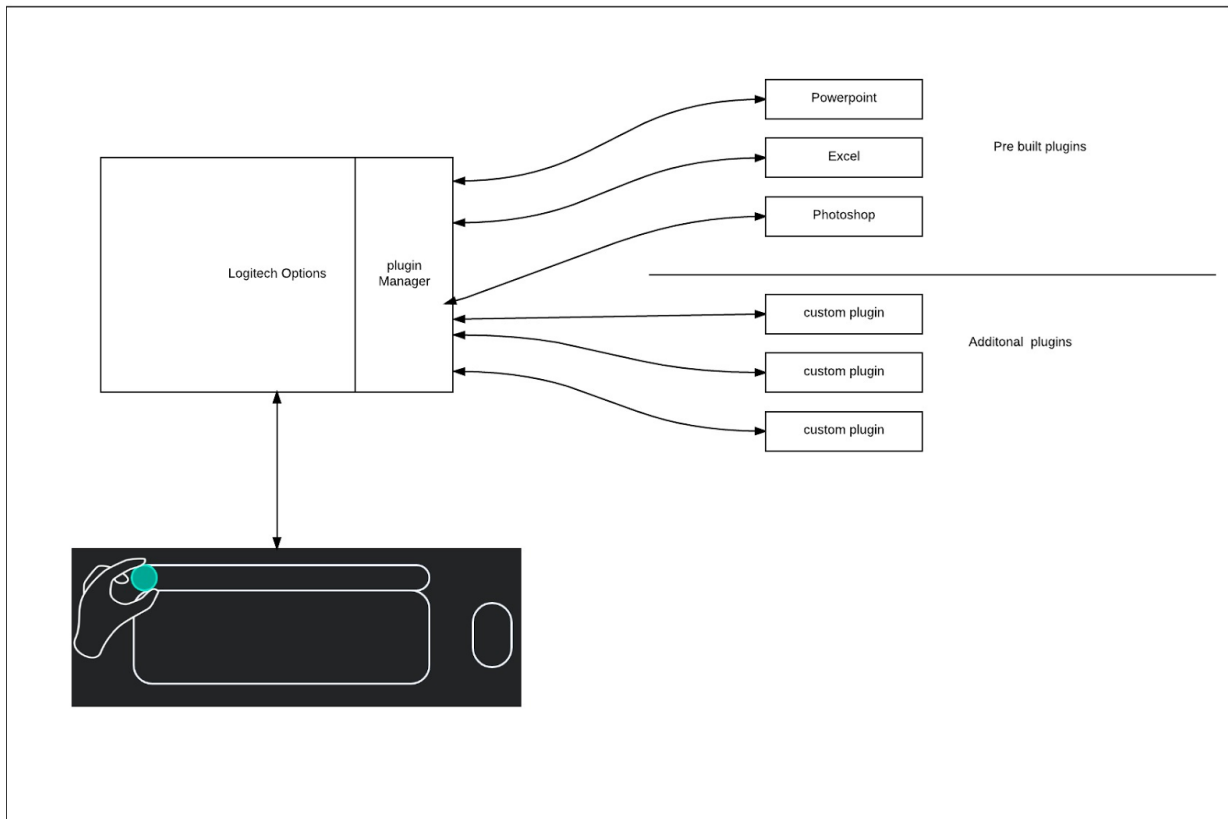 Powerpoint
Excel
Pre built plugins
Photoshop
Logitech Options
plugin
Manager
custom plugin
Additonal  plugins
custom plugin
custom plugin